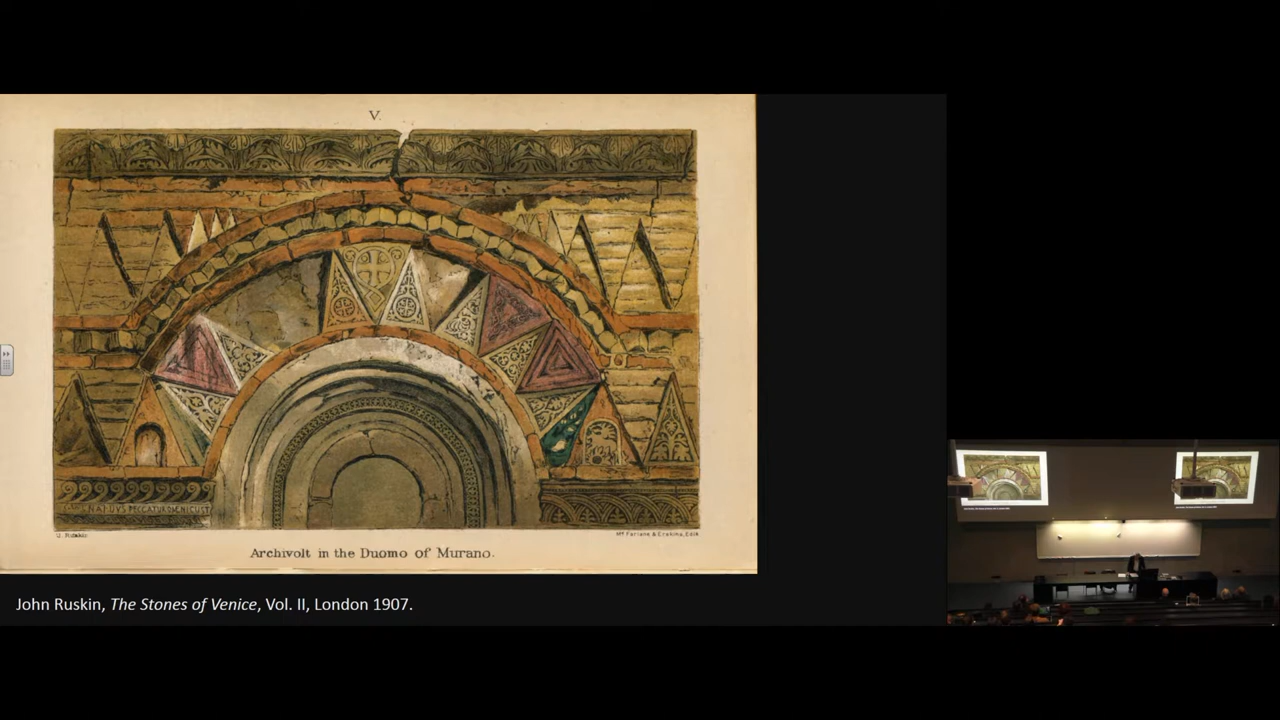 V.
J. Ruskin
Mc Farlane & Erskine, Edin
Archivolt in the Duomo of Murano.
John Ruskin, The Stones of Venice, Vol. II, London 1907.